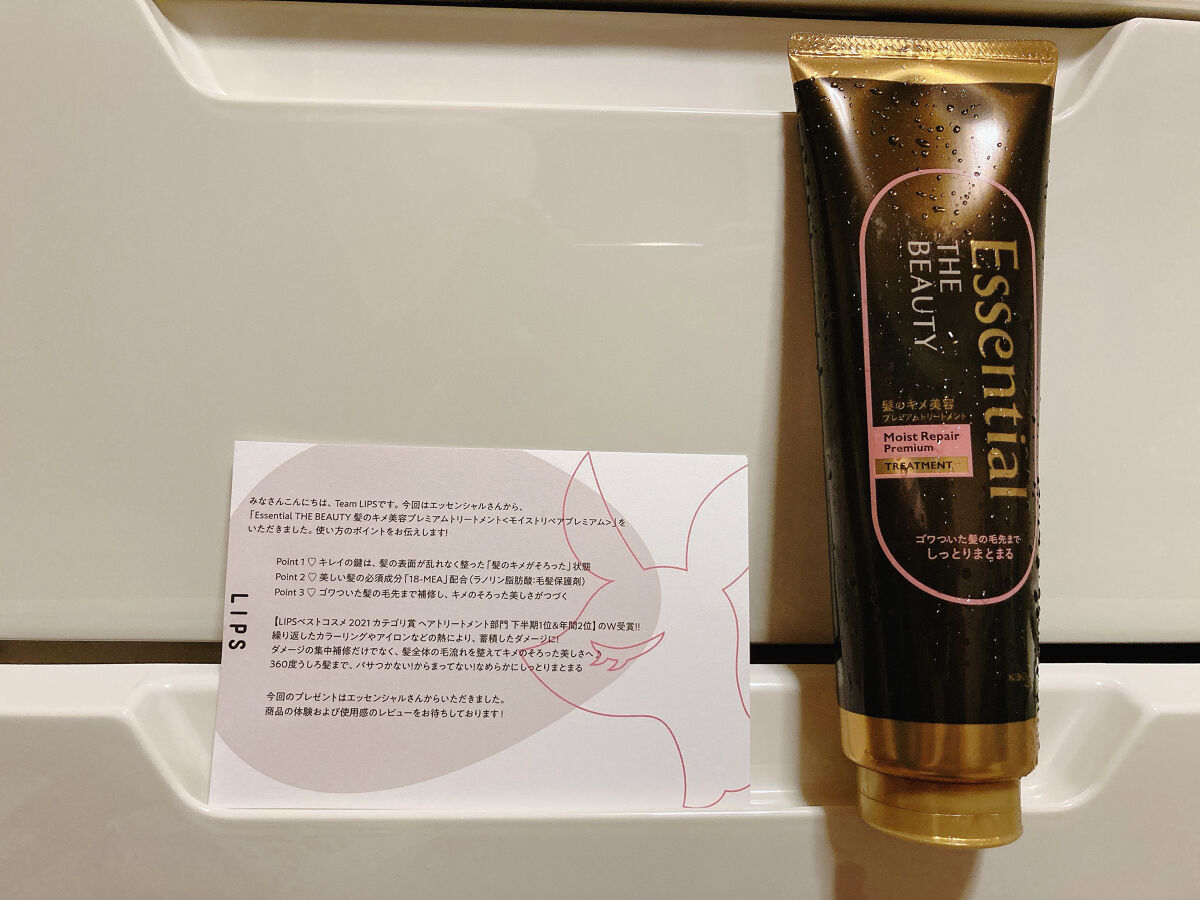 みなさんこんにちは、Team LIPSです。今回はエッセンシャルさんから、
「Essential THE BEAUTY 髪のキメ美容プレミアムトリートメント<モイストリペアプレミアム>」を
いただきました。使い方のポイントをお伝えします!
Point 1 ♡ キレイの鍵は、髪の表面が乱れなく整った「髪のキメがそろった」状態
Point 2 ♡ 美しい髪の必須成分「18-MEA」配合(ラノリン脂肪酸:毛髪保護剤)
Point 3 ♡ ゴワついた髪の毛先まで補修し、キメのそろった美しさがつづく
【LIPSベストコスメ 2021 カテゴリ賞 ヘアトリートメント部門 下半期1位&年間2位】のW受賞!!
繰り返したカラーリングやアイロンなどの熱により、蓄積したダメージに!
ダメージの集中補修だけでなく、髪全体の毛流れを整えてキメのそろった美しさへ♪
360度うしろ髪まで、パサつかない!からまってない!なめらかにしっとりまとまる
今回のプレゼントはエッセンシャルさんからいただきました。
商品の体験および使用感のレビューをお待ちしております!
LIPS
Essential
THE
BEAUTY
髪のキメ美容
プレミアムトリートメント
Moist Repair
Premium
TREATMENT
ゴワついた髪の毛先まで
しっとりまとまる